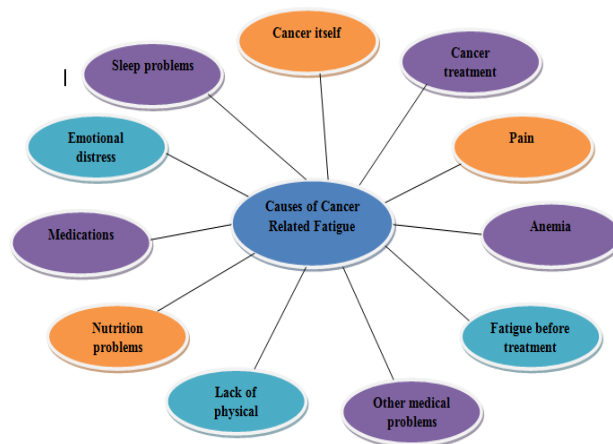 Cancer itself
Cancer
treatment
Pain
Anemia
Fatigue before
treatment
Other medical
problems
Lack of
physical
Nutrition
problems
Medications
Emotional
distress
Sleep problems
Causes of Cancer
Related Fatigue